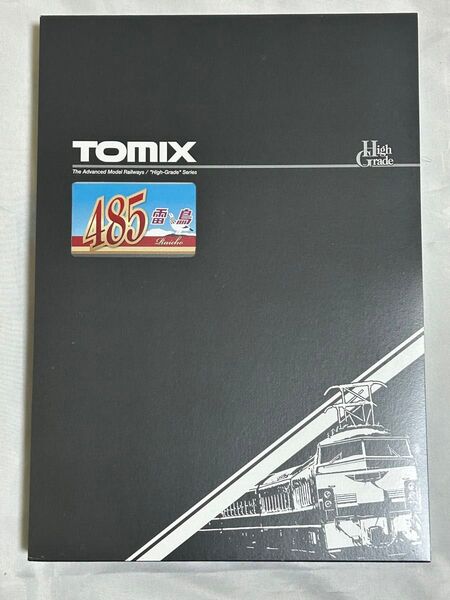 TOMIX
The Advanced Model Railways / "High-Grade" Series
High
Grade
485 雷鳥
Raicho